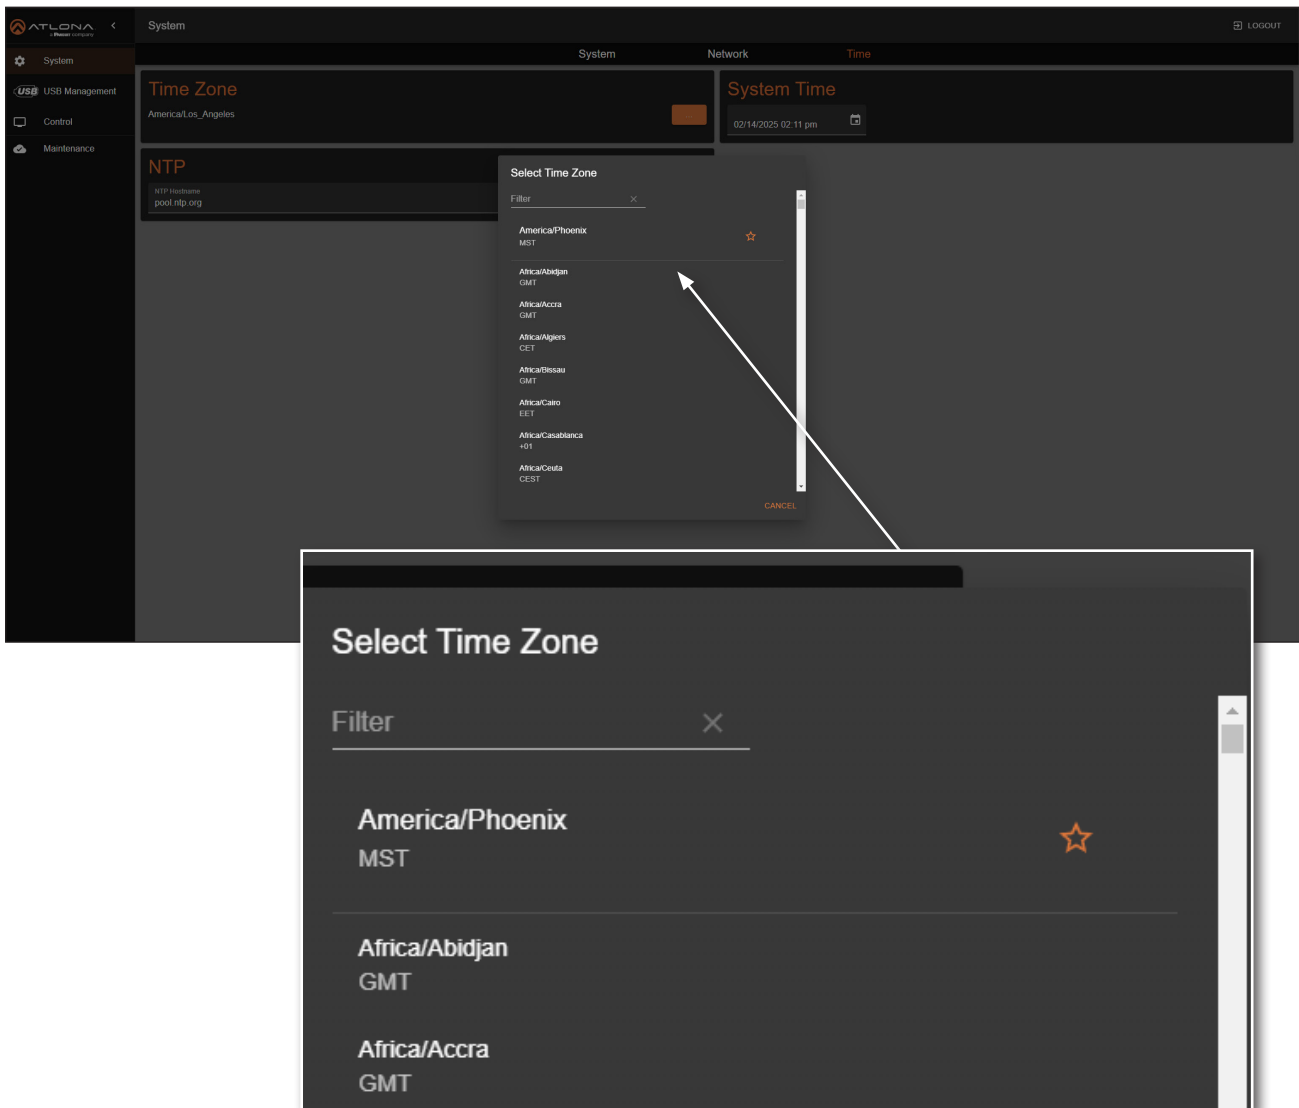 ATLONA
a Panduit company
System
LOGOUT
System
Network
Time
System
USB USB Management
Control
Maintenance
Time Zone
America/Los_Angeles
...
System Time
02/14/2025 02:11 pm
NTP
NTP Hostname
pool.ntp.org
Select Time Zone
Filter
America/Phoenix
MST
Africa/Abidjan
GMT
Africa/Accra
GMT
Africa/Algiers
CET
Africa/Bissau
GMT
Africa/Cairo
EET
Africa/Casablanca
+01
Africa/Ceuta
CEST
CANCEL
Select Time Zone
Filter
America/Phoenix
MST
Africa/Abidjan
GMT
Africa/Accra
GMT